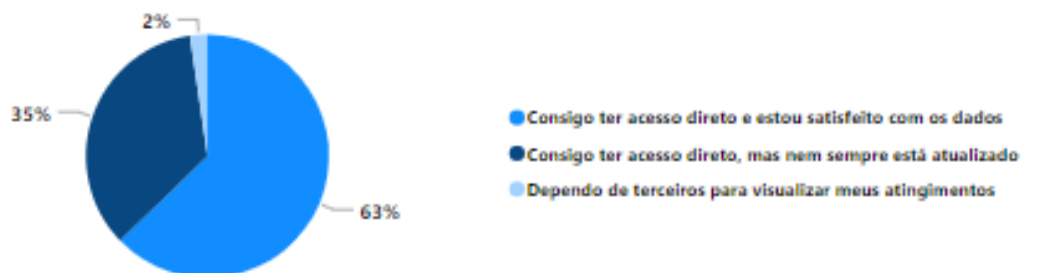 2%
35%
63%
Consigo ter acesso direto e estou satisfeito com os dados
Consigo ter acesso direto, mas nem sempre está atualizado
Dependo de terceiros para visualizar meus atingimentos